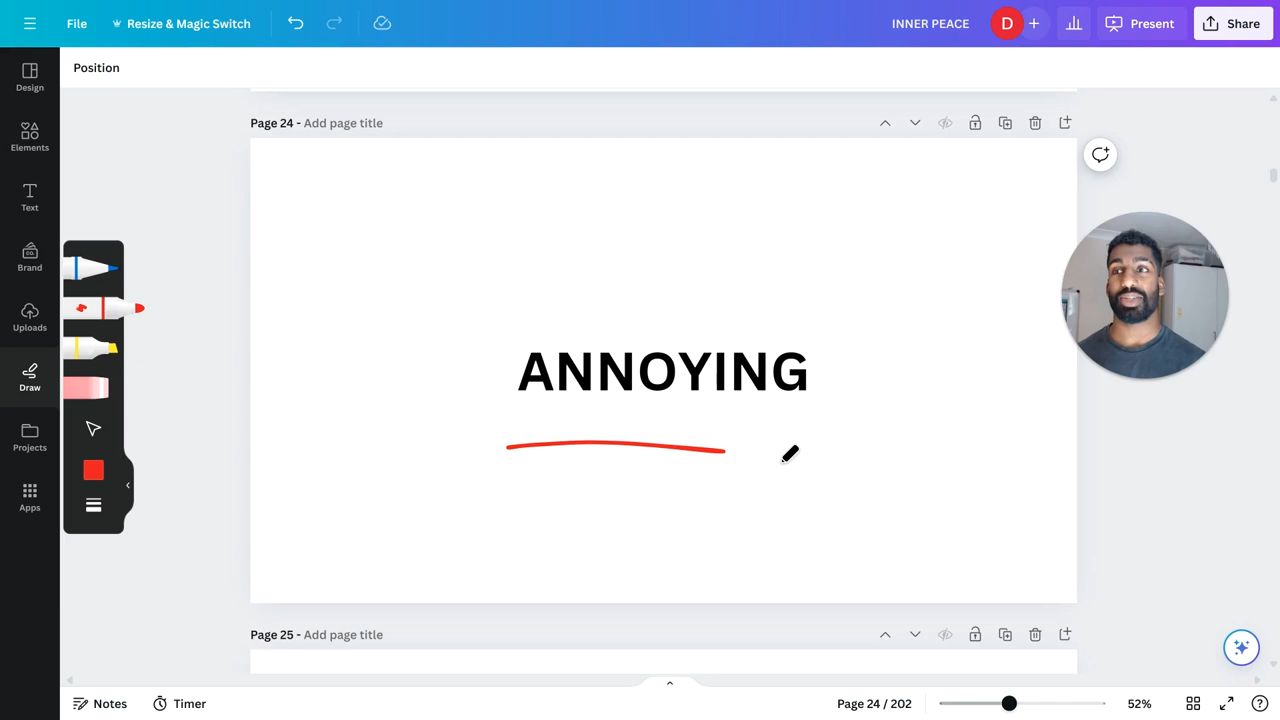 File
Resize & Magic Switch
INNER PEACE
D
Present
Share
Position
Design
Elements
Text
Brand
Uploads
Draw
Projects
Apps
Page 24 - Add page title
ANNOYING
Page 25 - Add page title
Notes
Timer
Page 24 / 202
52%